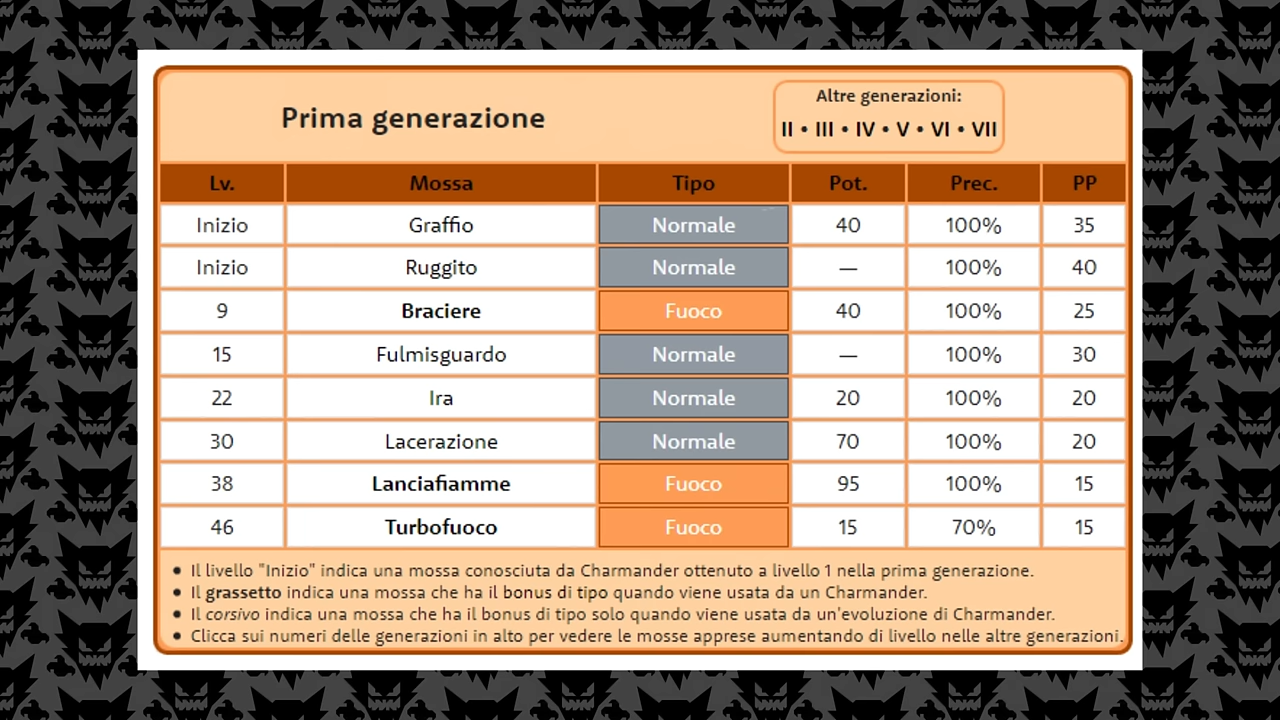 Prima generazione
Altre generazioni:
II • III • IV • V • VI • VII
Lv. Mossa Tipo Pot. Prec. PP
Inizio Graffio Normale 40 100% 35
Inizio Ruggito Normale — 100% 40
9 Braciere Fuoco 40 100% 25
15 Fulmisguardo Normale — 100% 30
22 Ira Normale 20 100% 20
30 Lacerazione Normale 70 100% 20
38 Lanciafiamme Fuoco 95 100% 15
46 Turbofuoco Fuoco 15 70% 15
• Il livello "Inizio" indica una mossa conosciuta da Charmander ottenuto a livello 1 nella prima generazione.
• Il grassetto indica una mossa che ha il bonus di tipo quando viene usata da un Charmander.
• Il corsivo indica una mossa che ha il bonus di tipo solo quando viene usata da un'evoluzione di Charmander.
• Clicca sui numeri delle generazioni in alto per vedere le mosse apprese aumentando di livello nelle altre generazioni.